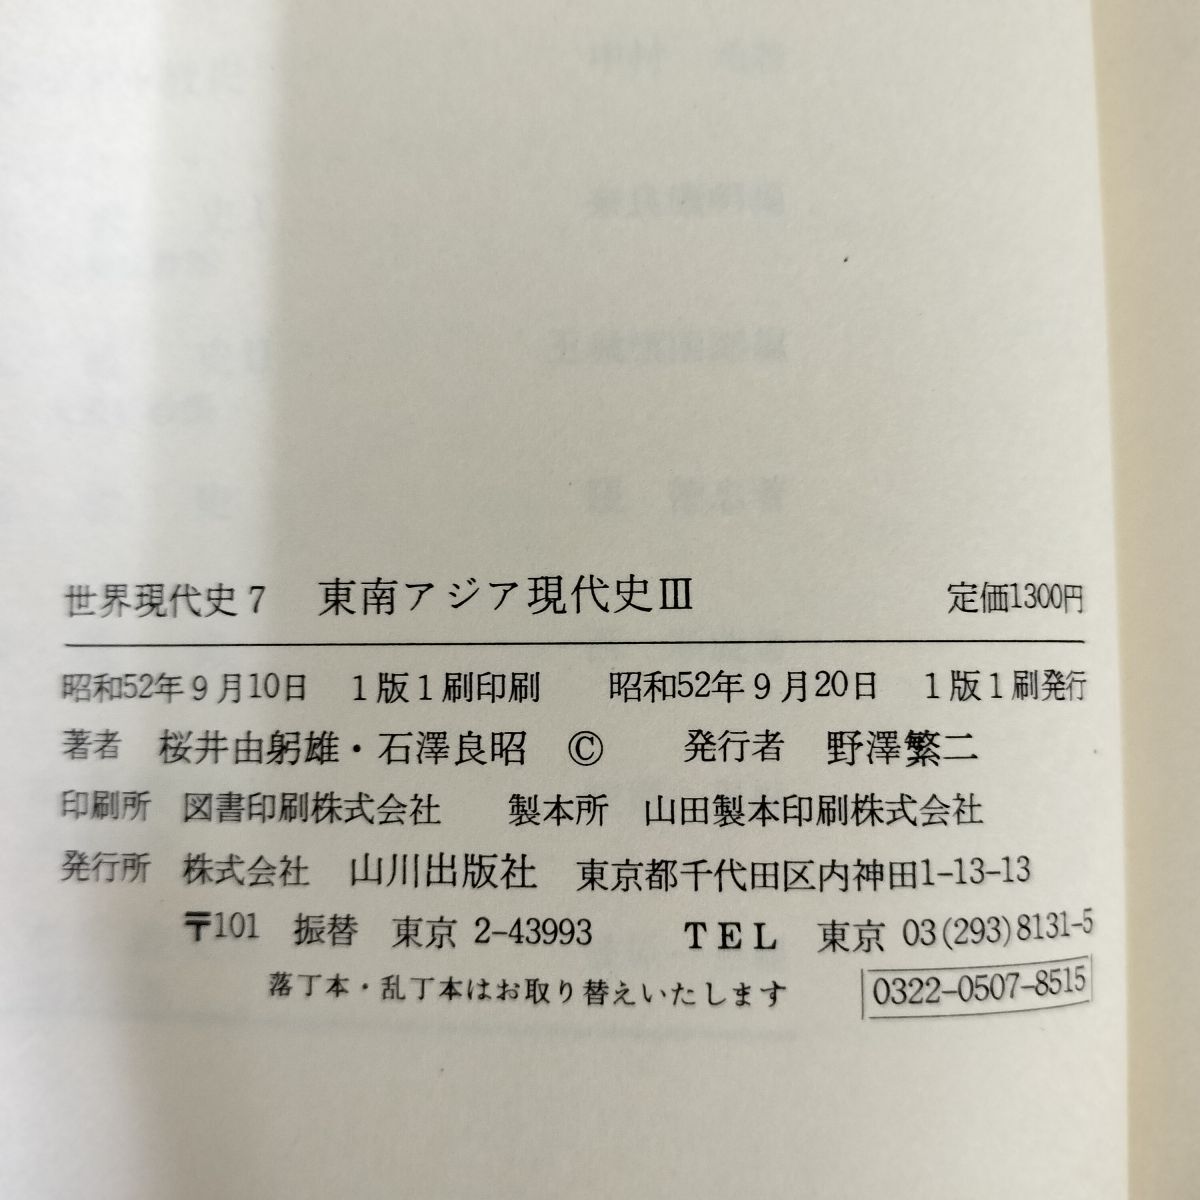 世界現代史7 東南アジア現代史Ⅲ 定価1300円
昭和52年9月10日 1版1刷印刷 昭和52年9月20日 1版1刷発行
著者 桜井由躬雄・石澤良昭 © 発行者 野澤繁二
印刷所 図書印刷株式会社 製本所 山田製本印刷株式会社
発行所 株式会社 山川出版社 東京都千代田区内神田1-13-13
〒101 振替 東京 2-43993 TEL 東京 03(293)8131-5
落丁本・乱丁本はお取り替えいたします 0322-0507-8515